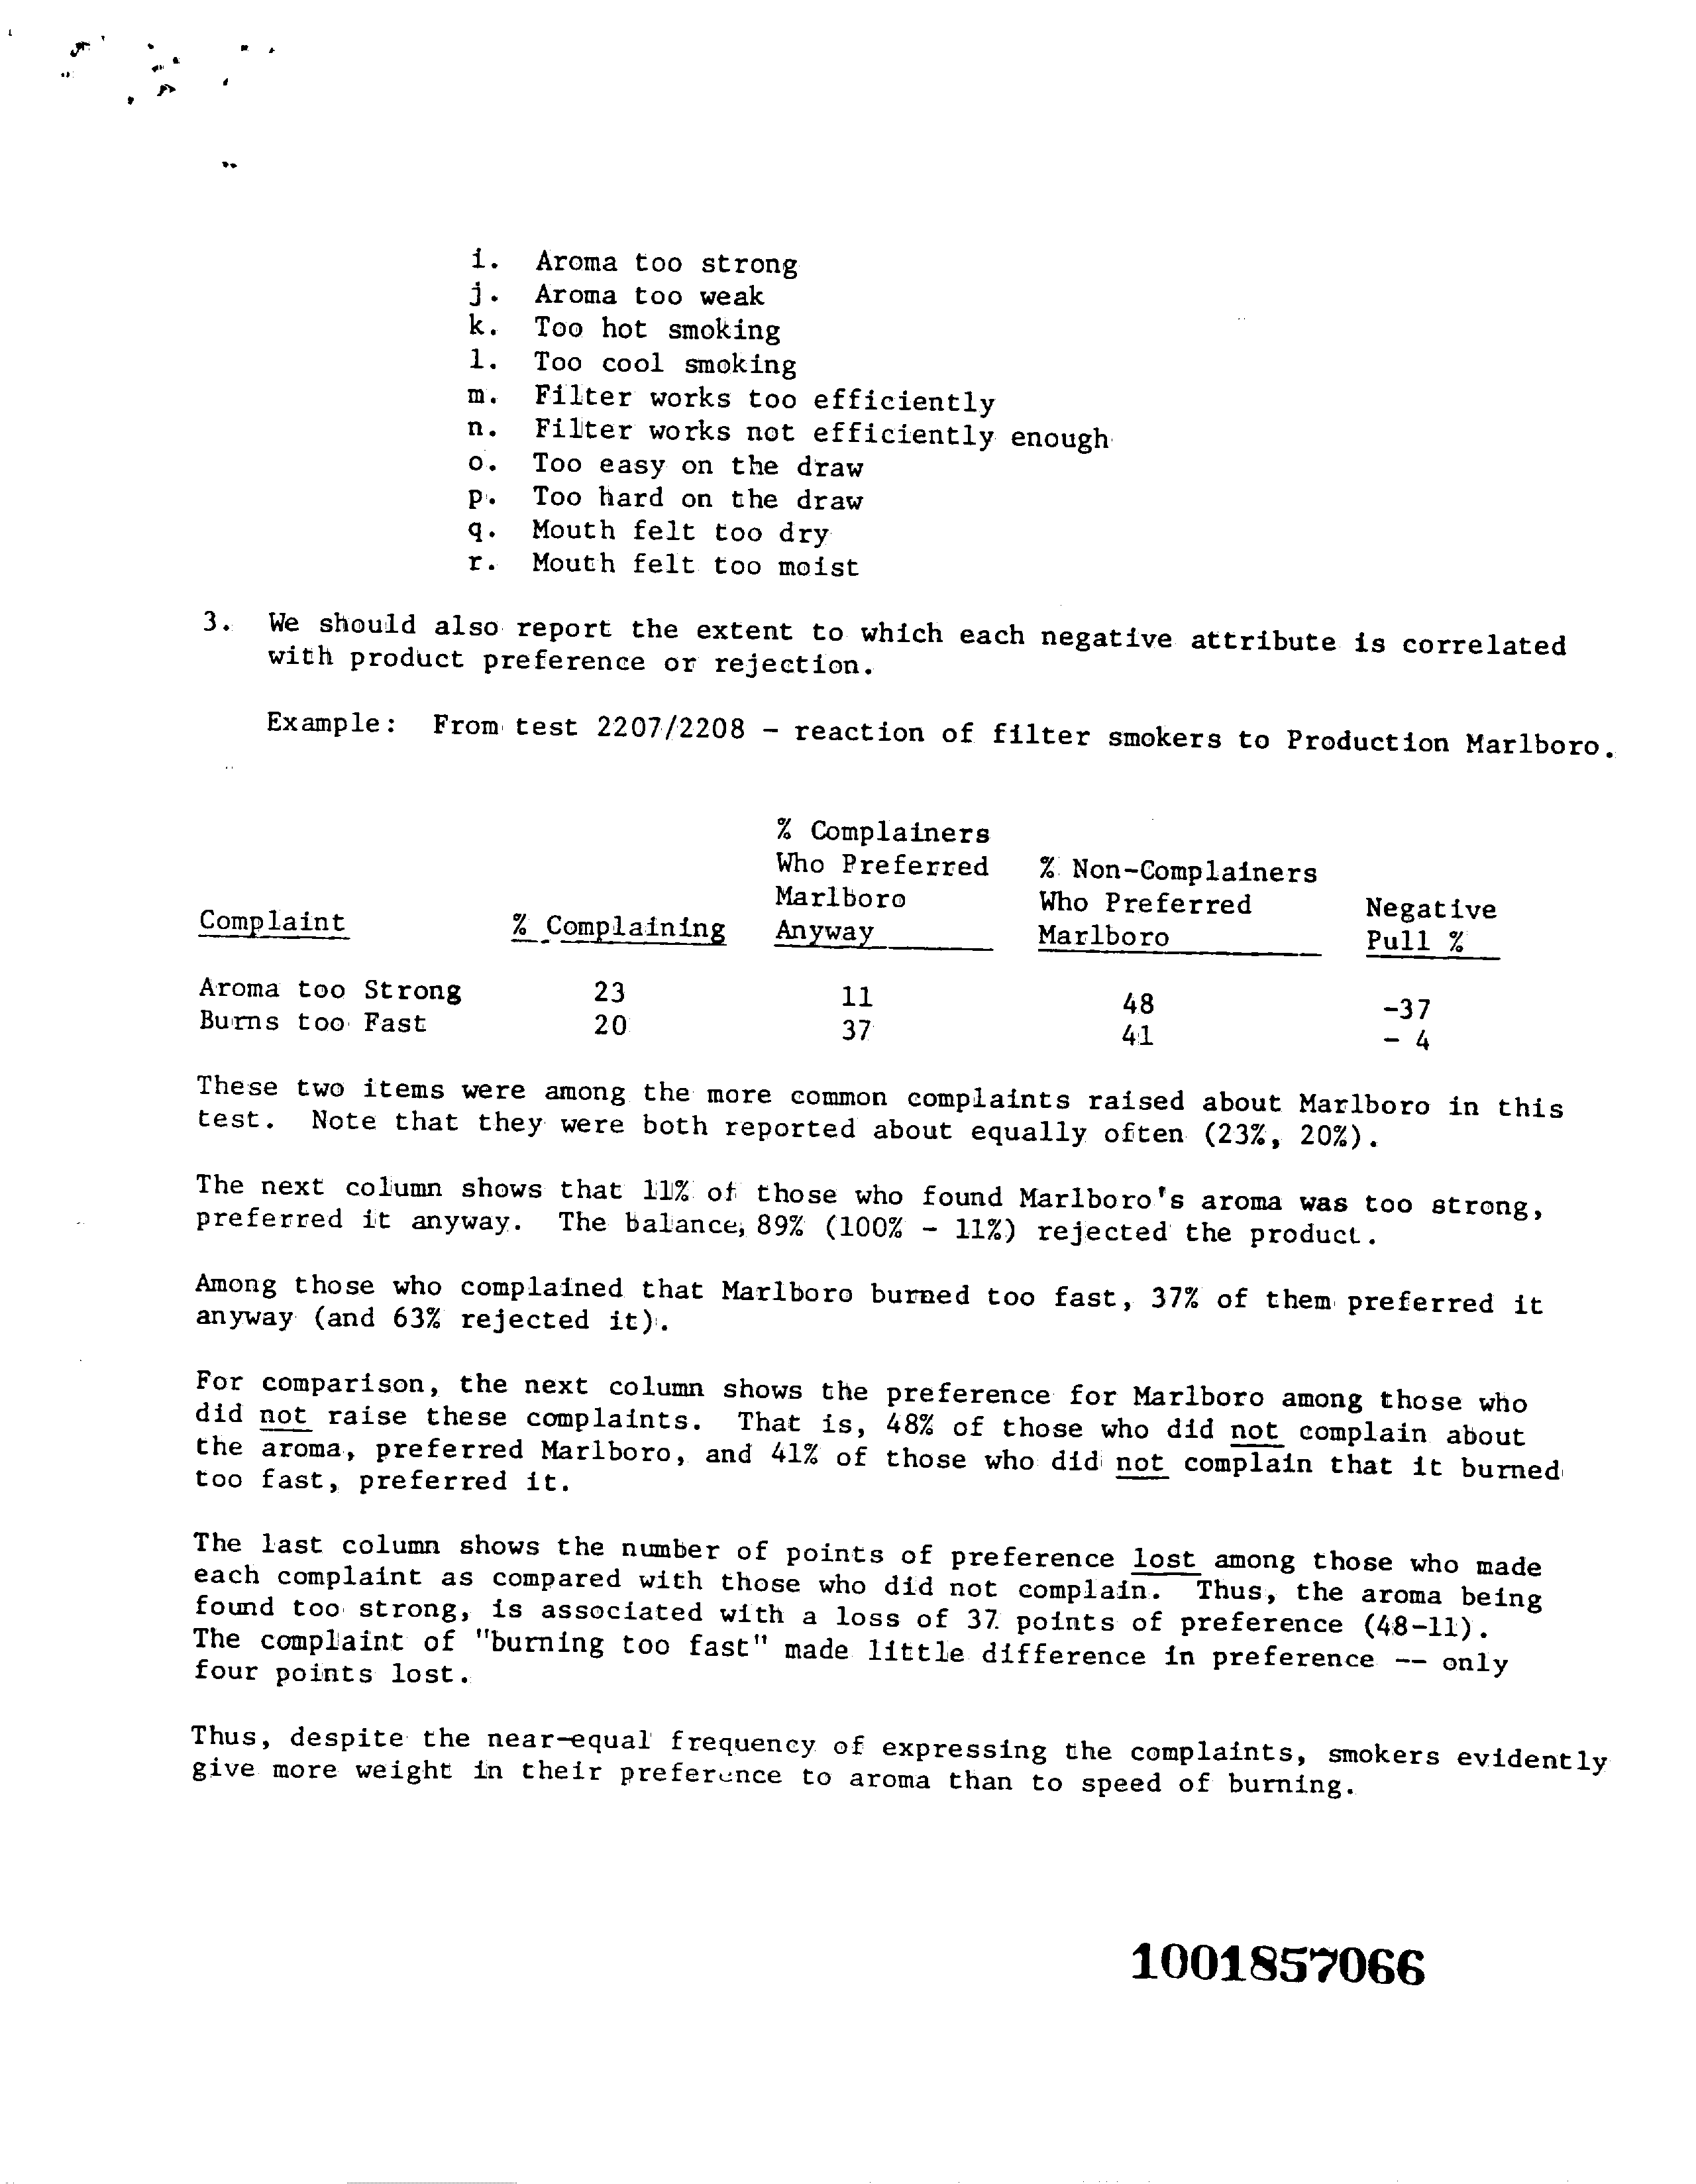 i. Aroma too strong
j. Aroma too weak
k. Too hot smoking
l. Too cool smoking
m. Filter works too efficiently
n. Filter works not efficiently enough
o. Too easy on the draw
p. Too hard on the draw
q. Mouth felt too dry
r. Mouth felt too moist
3. We should also report the extent to which each negative attribute is correlated
with product preference or rejection.
Example: From test 2207/2208 - reaction of filter smokers to Production Marlboro.
% Complainers
Who Preferred % Non-Complainers
Marlboro Who Preferred Negative
Complaint % Complaining Anyway Marlboro Pull %
Aroma too Strong 23 11 48 -37
Burns too Fast 20 37 41 - 4
These two items were among the more common complaints raised about Marlboro in this
test. Note that they were both reported about equally often (23%, 20%).
The next column shows that 11% of those who found Marlboro's aroma was too strong,
preferred it anyway. The balance, 89% (100% - 11%) rejected the product.
Among those who complained that Marlboro burned too fast, 37% of them preferred it
anyway (and 63% rejected it).
For comparison, the next column shows the preference for Marlboro among those who
did not raise these complaints. That is, 48% of those who did not complain about
the aroma, preferred Marlboro, and 41% of those who did not complain that it burned
too fast, preferred it.
The last column shows the number of points of preference lost among those who made
each complaint as compared with those who did not complain. Thus, the aroma being
found too strong, is associated with a loss of 37 points of preference (48-11).
The complaint of "burning too fast" made little difference in preference -- only
four points lost.
Thus, despite the near-equal frequency of expressing the complaints, smokers evidently
give more weight in their preference to aroma than to speed of burning.
1001857066